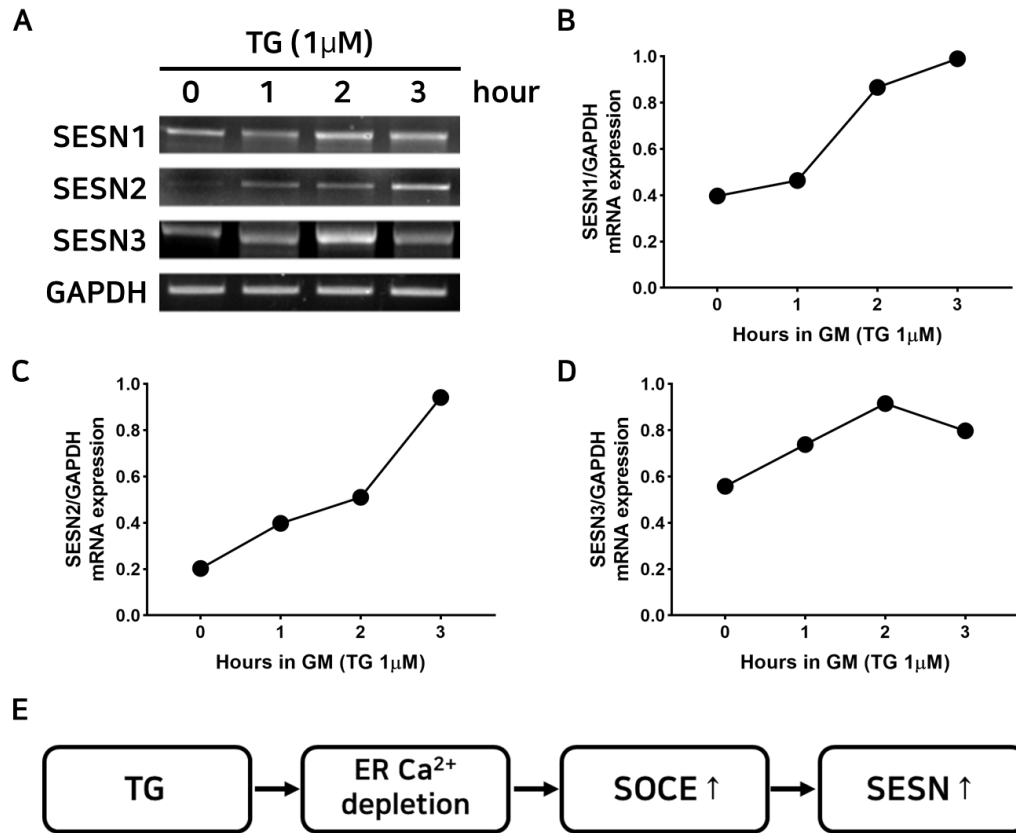 A
TG (1µM)
0 1 2 3 hour
SESN1
SESN2
SESN3
GAPDH
B
SESN1/GAPDH
mRNA expression
1.0
0.8
0.6
0.4
0.2
0.0
0 1 2 3
Hours in GM (TG 1µM)
C
SESN2/GAPDH
mRNA expression
1.0
0.8
0.6
0.4
0.2
0.0
0 1 2 3
Hours in GM (TG 1µM)
D
SESN3/GAPDH
mRNA expression
1.0
0.8
0.6
0.4
0.2
0.0
0 1 2 3
Hours in GM (TG 1µM)
E
TG
ER Ca²⁺
depletion
SOCE ↑
SESN ↑